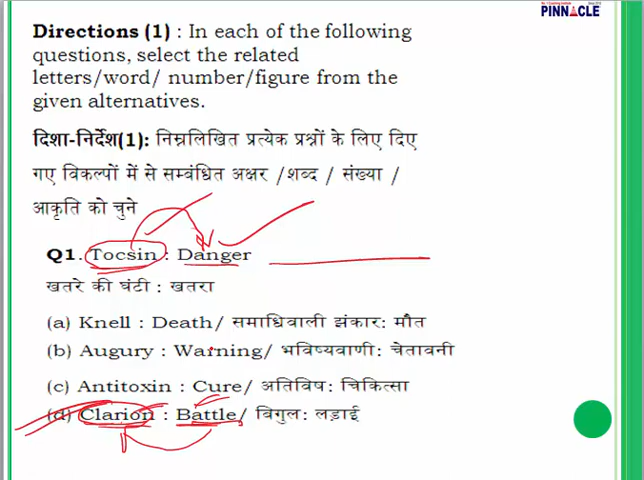 PINNACLE
Directions (1) : In each of the following
questions, select the related
letters/word/ number/figure from the
given alternatives.
दिशा-निर्देश(1): निम्नलिखित प्रत्येक प्रश्नों के लिए दिए
गए विकल्पों में से सम्बंधित अक्षर /शब्द / संख्या /
आकृति को चुने
Q1. Tocsin : Danger
खतरे की घंटी : खतरा
(a) Knell : Death/ समाधिवाली झंकार: मौत
(b) Augury : Warning/ भविष्यवाणी: चेतावनी
(c) Antitoxin : Cure/ अतिविष: चिकित्सा
(d) Clarion : Battle/ बिगुल: लड़ाई